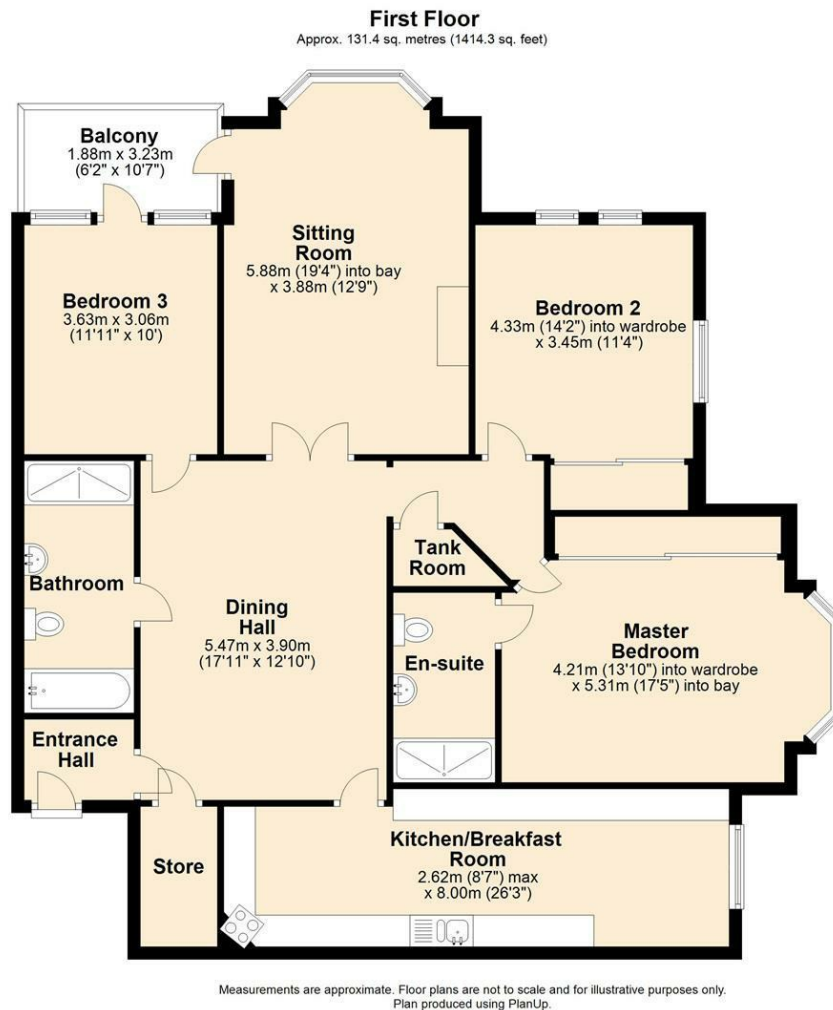 First Floor
Approx. 131.4 sq. metres (1414.3 sq. feet)
Balcony
1.88m x 3.23m
(6'2" x 10'7")
Sitting
Room
5.88m (19'4") into bay
x 3.88m (12'9")
Bedroom 3
3.63m x 3.06m
(11'11" x 10')
Bedroom 2
4.33m (14'2") into wardrobe
x 3.45m (11'4")
Tank
Room
Bathroom
Dining
Hall
5.47m x 3.90m
(17'11" x 12'10")
En-suite
Master
Bedroom
4.21m (13'10") into wardrobe
x 5.31m (17'5") into bay
Entrance
Hall
Store
Kitchen/Breakfast
Room
2.62m (8'7") max
x 8.00m (26'3")
Measurements are approximate. Floor plans are not to scale and for illustrative purposes only.
Plan produced using PlanUp.